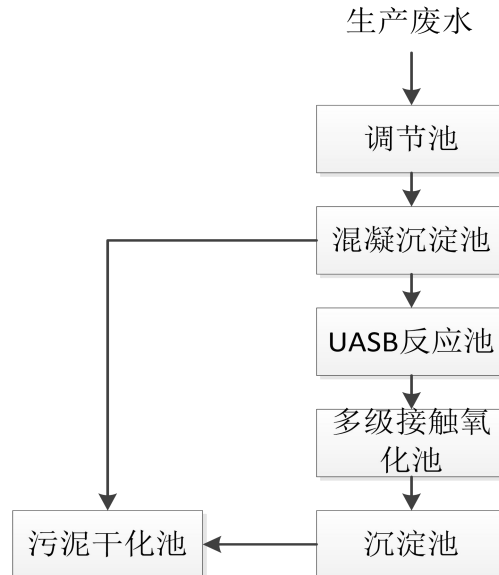 生产废水
调节池
混凝沉淀池
UASB反应池
多级接触氧
化池
污泥干化池
沉淀池